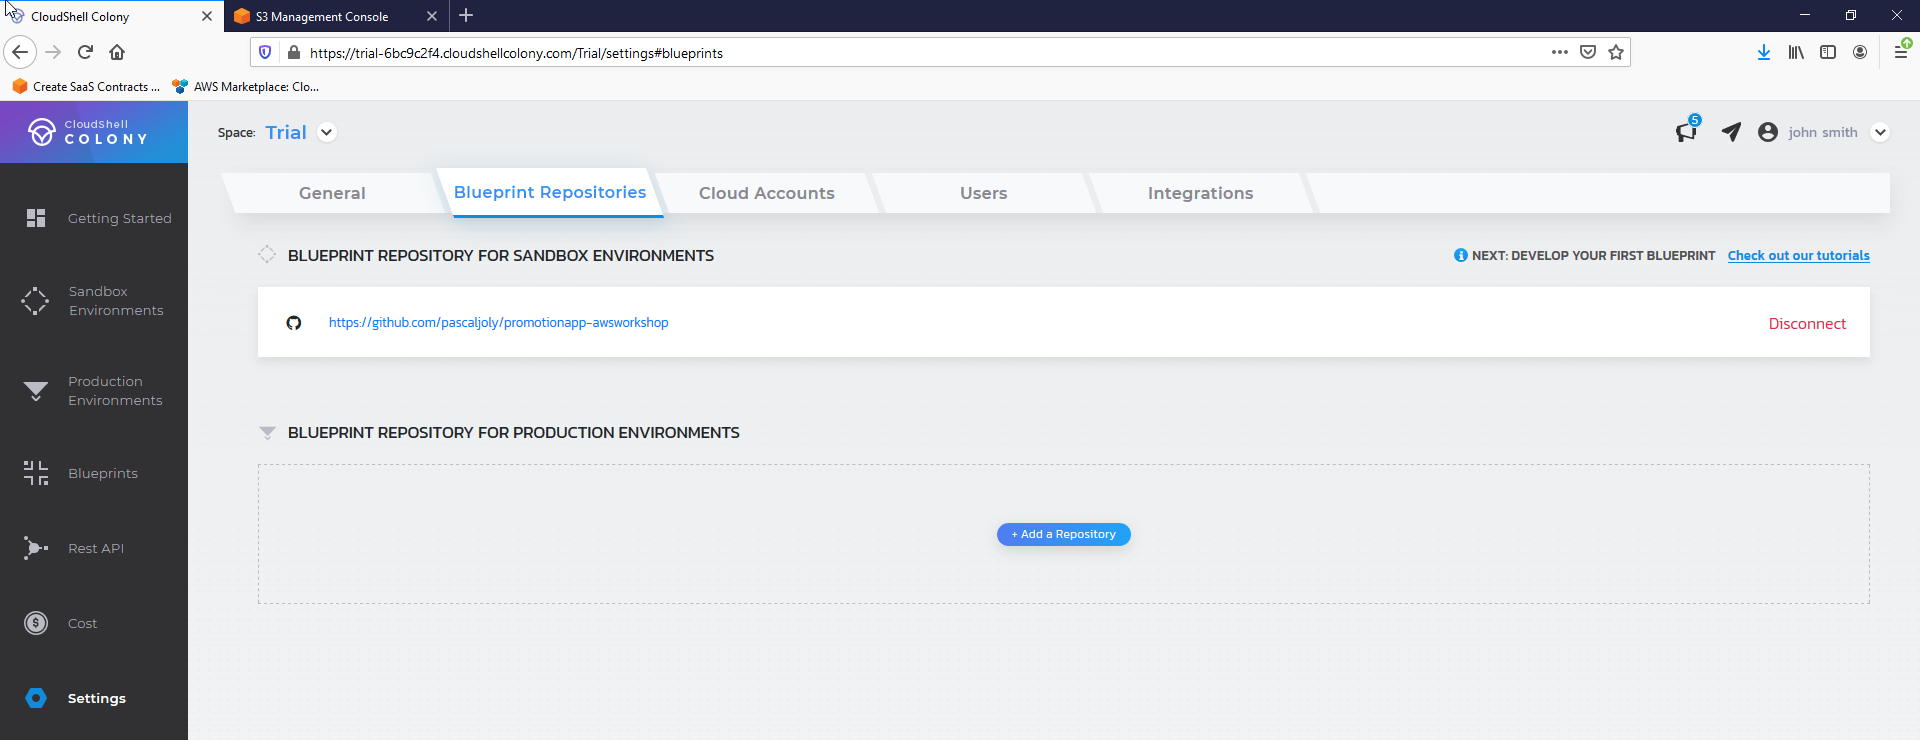 CloudShell Colony
S3 Management Console
https://trial-6bc9c2f4.cloudshellcolony.com/Trial/settings#blueprints
Create SaaS Contracts ...
AWS Marketplace: Clo...
CloudShell
COLONY
Space: Trial
5
john smith
General
Blueprint Repositories
Cloud Accounts
Users
Integrations
Getting Started
Sandbox
Environments
Production
Environments
Blueprints
Rest API
Cost
Settings
BLUEPRINT REPOSITORY FOR SANDBOX ENVIRONMENTS
NEXT: DEVELOP YOUR FIRST BLUEPRINT Check out our tutorials
https://github.com/pascaljoly/promotionapp-awsworkshop
Disconnect
BLUEPRINT REPOSITORY FOR PRODUCTION ENVIRONMENTS
+ Add a Repository